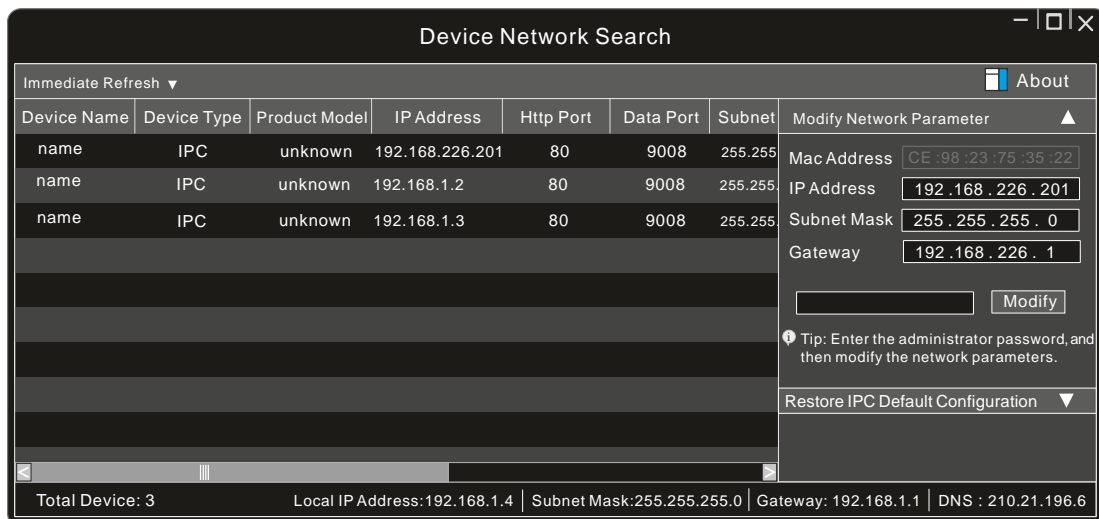 Device Network Search
Immediate Refresh ▼
About
Device Name Device Type Product Model IP Address Http Port Data Port Subnet
name IPC unknown 192.168.226.201 80 9008 255.255
name IPC unknown 192.168.1.2 80 9008 255.255.
name IPC unknown 192.168.1.3 80 9008 255.255.
Modify Network Parameter ▲
Mac Address CE :98 :23 :75 :35 :22
IP Address 192 .168 . 226 . 201
Subnet Mask 255 . 255 . 255 . 0
Gateway 192 .168 . 226 . 1
Modify
Tip: Enter the administrator password, and
then modify the network parameters.
Restore IPC Default Configuration ▼
Total Device: 3 Local IP Address:192.168.1.4 Subnet Mask:255.255.255.0 Gateway: 192.168.1.1 DNS : 210.21.196.6